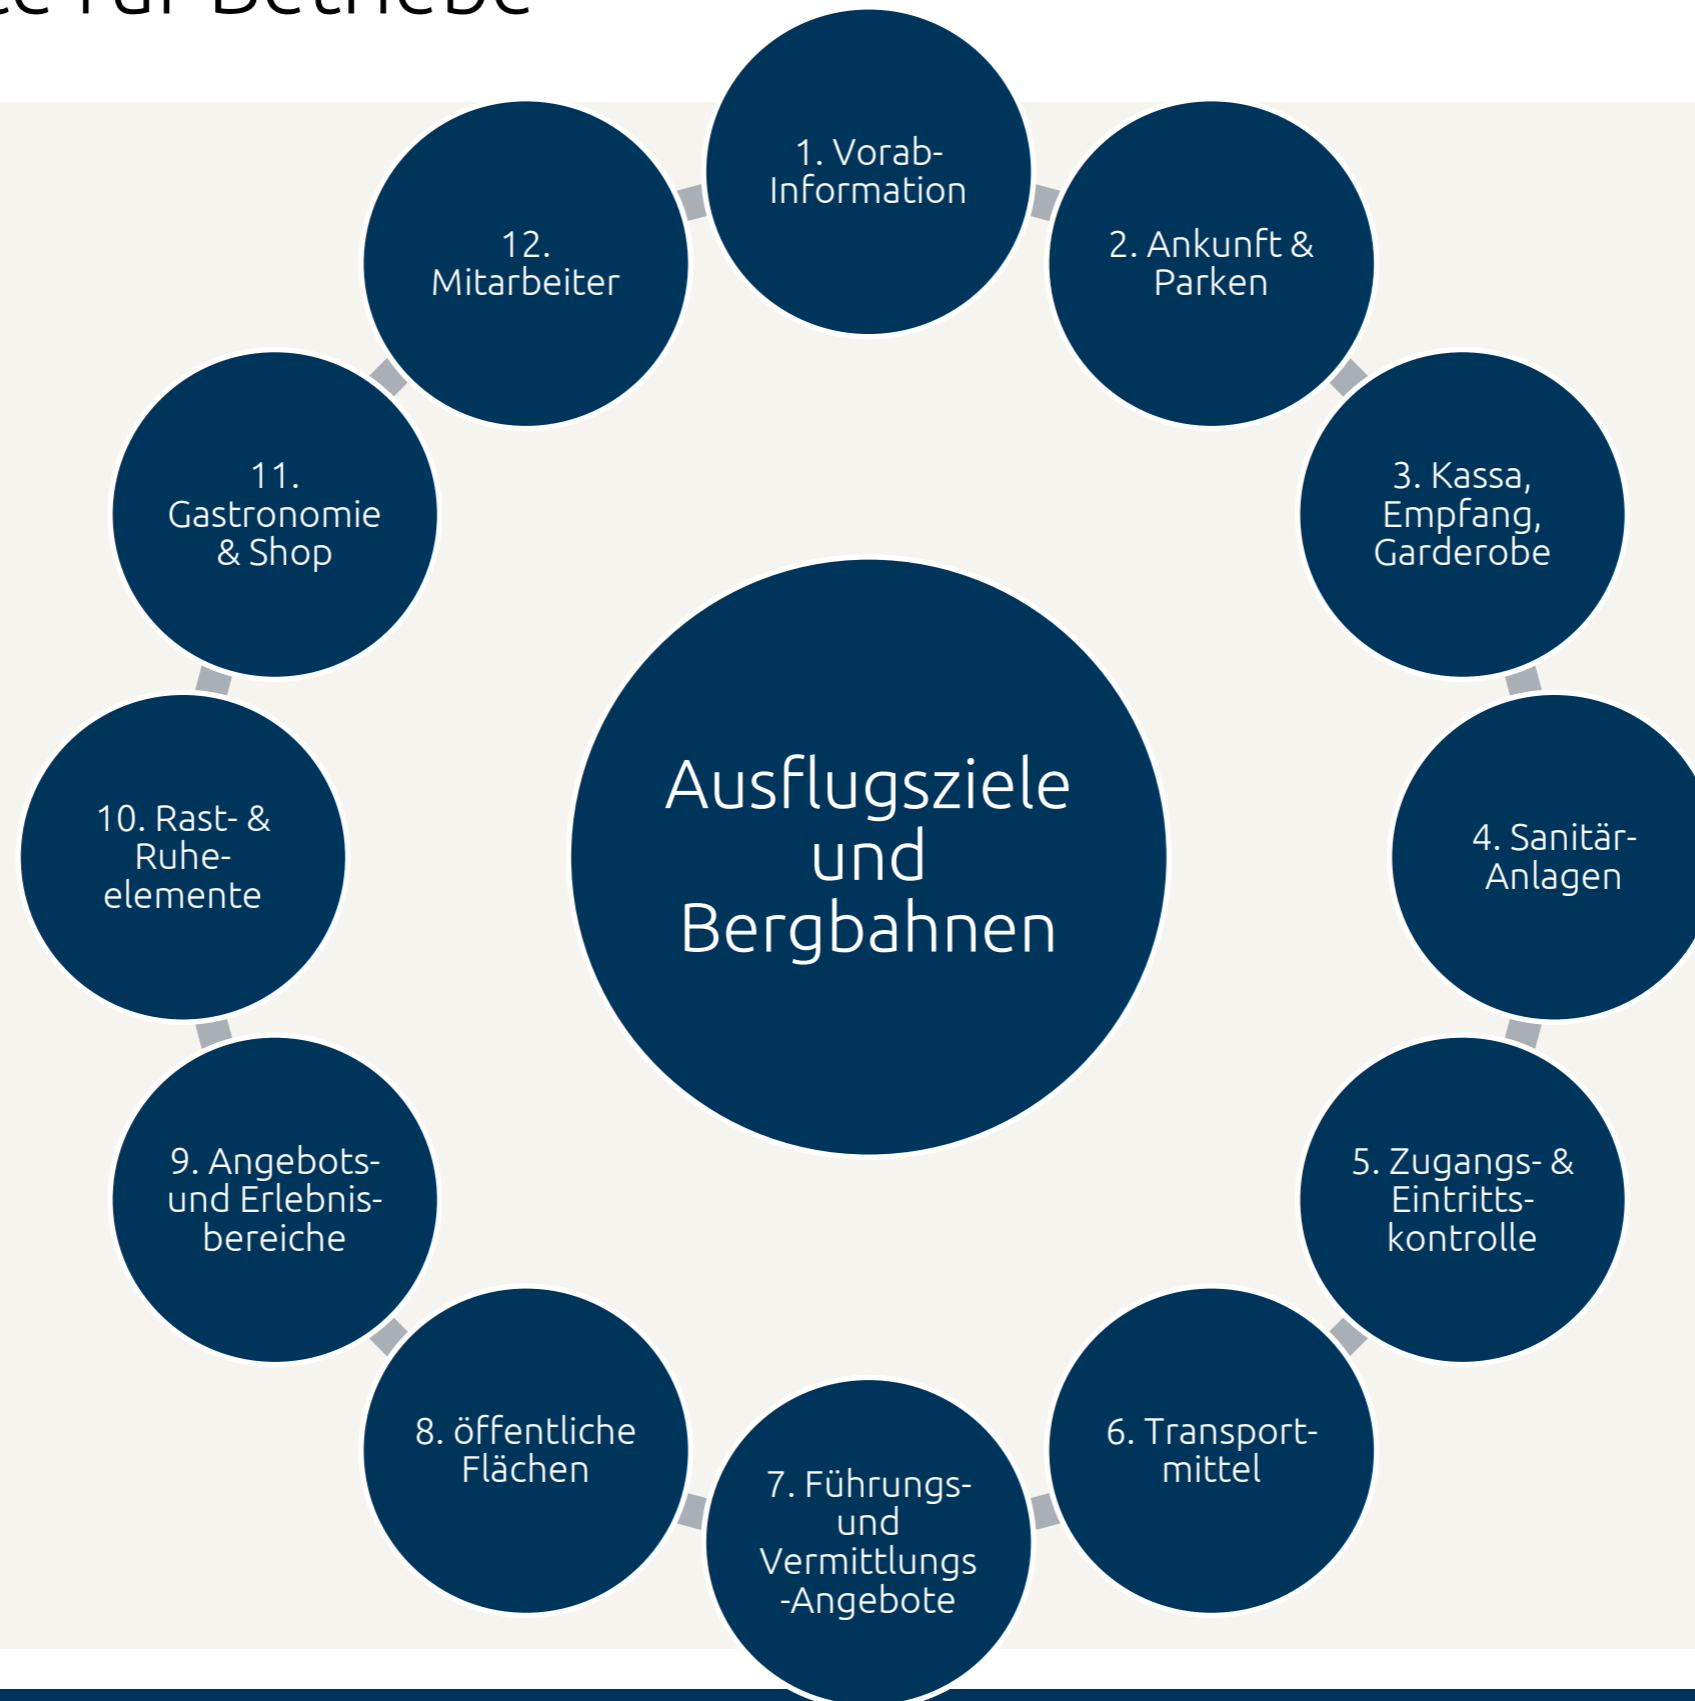 für Betriebe
1. Vorab-
Information
2. Ankunft &
Parken
3. Kassa,
Empfang,
Garderobe
4. Sanitär-
Anlagen
5. Zugangs- &
Eintritts-
kontrolle
6. Transport-
mittel
7. Führungs-
und
Vermittlungs
-Angebote
8. öffentliche
Flächen
9. Angebots-
und Erlebnis-
bereiche
10. Rast- &
Ruhe-
elemente
11.
Gastronomie
& Shop
12.
Mitarbeiter
Ausflugsziele
und
Bergbahnen